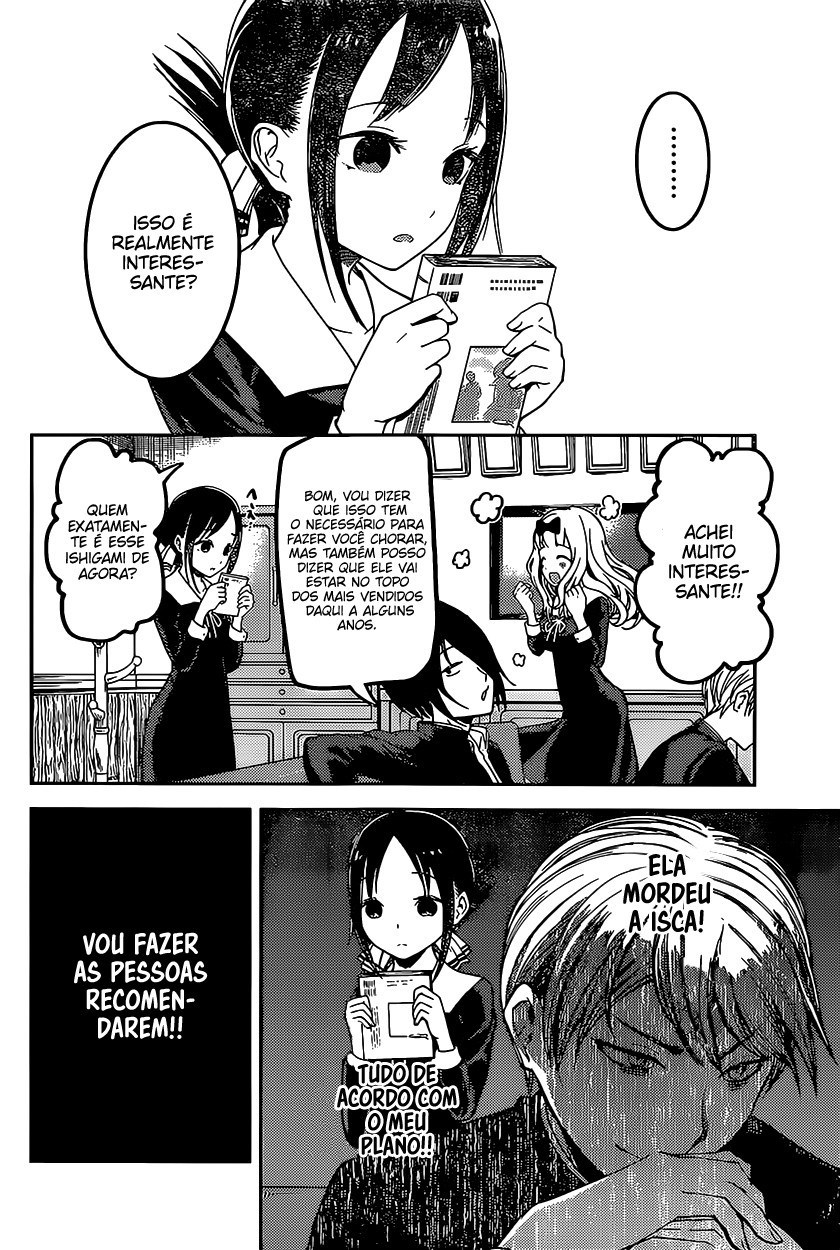 .........
ISSO É
REALMENTE
INTERES-
SANTE?
ACHEI
MUITO
INTERES-
SANTE!!
BOM, VOU DIZER
QUE ISSO TEM
O NECESSÁRIO PARA
FAZER VOCÊ CHORAR,
MAS TAMBÉM POSSO
DIZER QUE ELE VAI
ESTAR NO TOPO
DOS MAIS VENDIDOS
DAQUI A ALGUNS
ANOS.
QUEM
EXATAMEN-
TE É ESSE
ISHIGAMI DE
AGORA?
ELA
MORDEU
A ISCA!
TUDO DE
ACORDO COM
O MEU
PLANO!!
VOU FAZER
AS PESSOAS
RECOMEN-
DAREM!!